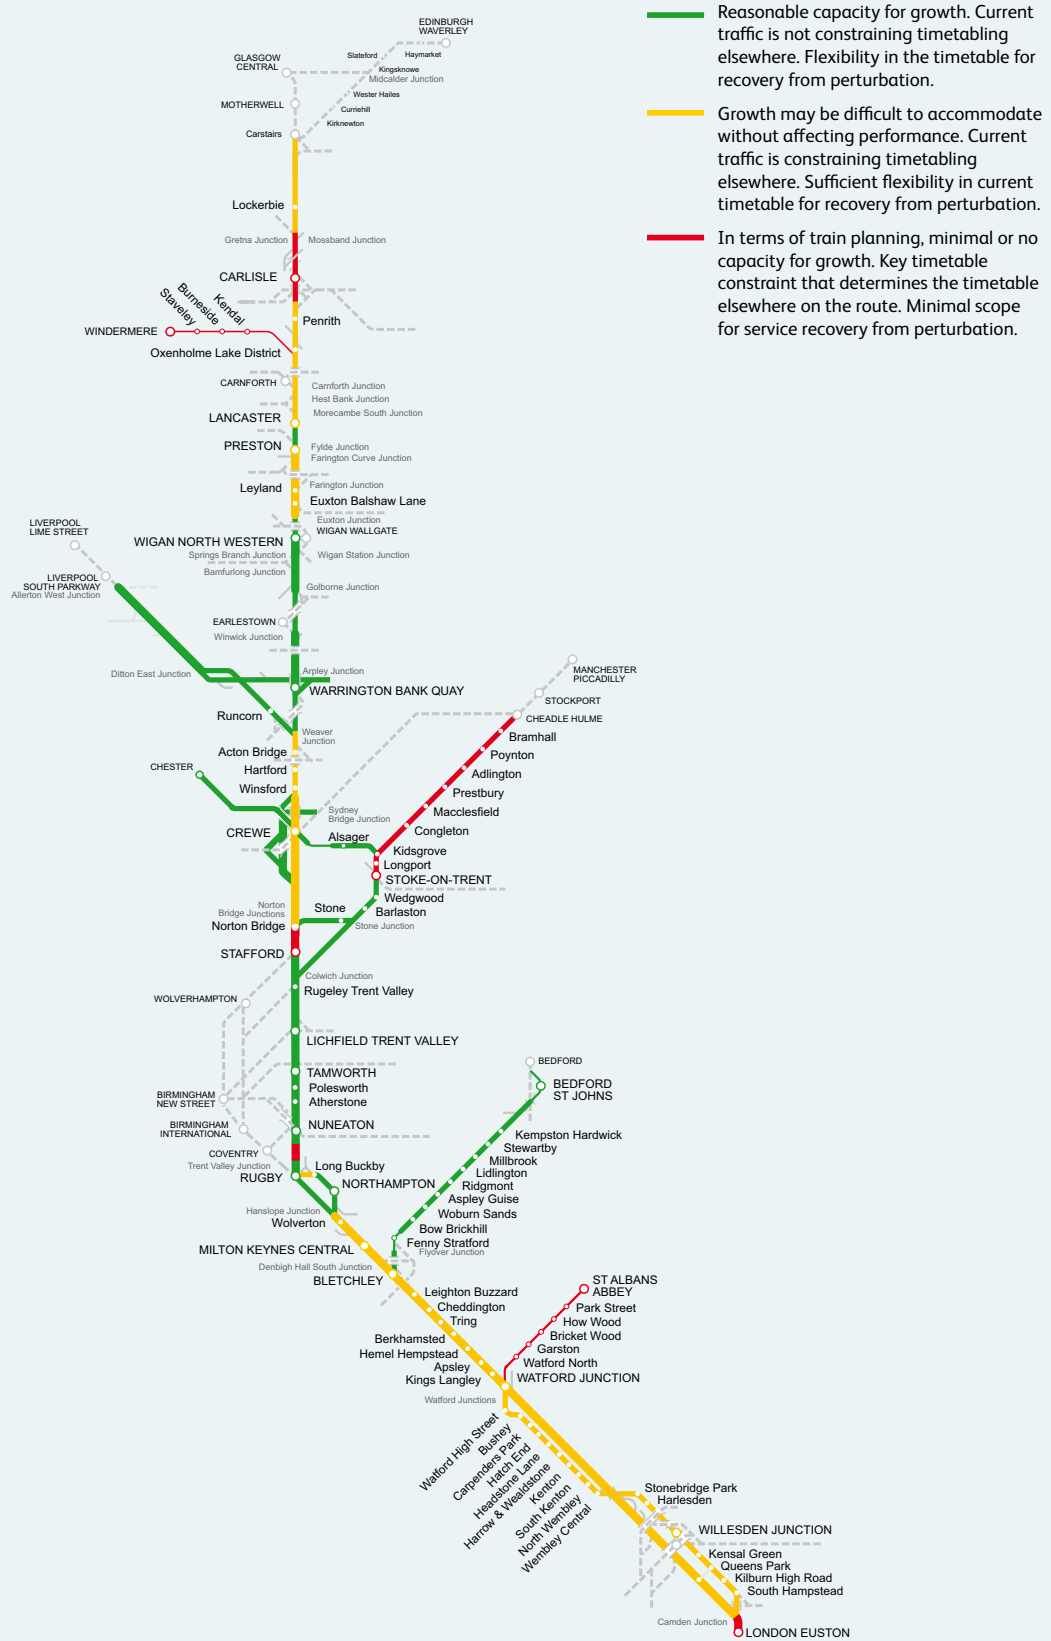 Reasonable capacity for growth. Current
traffic is not constraining timetabling
elsewhere. Flexibility in the timetable for
recovery from perturbation.
Growth may be difficult to accommodate
without affecting performance. Current
traffic is constraining timetabling
elsewhere. Sufficient flexibility in current
timetable for recovery from perturbation.
In terms of train planning, minimal or no
capacity for growth. Key timetable
constraint that determines the timetable
elsewhere on the route. Minimal scope
for service recovery from perturbation.
EDINBURGH
WAVERLEY
Haymarket
Slateford
GLASGOW
CENTRAL
Kingsknowe
Midcalder Junction
Wester Hailes
MOTHERWELL
Curriehill
Kirknewton
Carstairs
Lockerbie
Gretna Junction
Mossband Junction
CARLISLE
Kendal
Burneside
Staveley
WINDERMERE
Penrith
Oxenholme Lake District
CARNFORTH
Carnforth Junction
Hest Bank Junction
Morecambe South Junction
LANCASTER
PRESTON
Fylde Junction
Farington Curve Junction
Leyland
Farington Junction
Euxton Balshaw Lane
Euxton Junction
LIVERPOOL
LIME STREET
WIGAN WALLGATE
WIGAN NORTH WESTERN
Springs Branch Junction
Wigan Station Junction
Bamfurlong Junction
LIVERPOOL
SOUTH PARKWAY
Allerton West Junction
Golborne Junction
EARLESTOWN
Winwick Junction
Ditton East Junction
Arpley Junction
WARRINGTON BANK QUAY
MANCHESTER
PICCADILLY
STOCKPORT
CHEADLE HULME
Runcorn
Weaver
Junction
Bramhall
Acton Bridge
Poynton
CHESTER
Hartford
Adlington
Winsford
Prestbury
Sydney
Bridge Junction
Macclesfield
CREWE
Alsager
Congleton
Kidsgrove
Longport
STOKE-ON-TRENT
Wedgwood
Norton
Bridge Junctions
Stone
Barlaston
Norton Bridge
Stone Junction
STAFFORD
Colwich Junction
Rugeley Trent Valley
WOLVERHAMPTON
LICHFIELD TRENT VALLEY
TAMWORTH
Polesworth
Atherstone
BIRMINGHAM
NEW STREET
BIRMINGHAM
INTERNATIONAL
NUNEATON
COVENTRY
Trent Valley Junction
RUGBY
Long Buckby
NORTHAMPTON
BEDFORD
BEDFORD
ST JOHNS
Kempston Hardwick
Stewartby
Millbrook
Lidlington
Ridgmont
Aspley Guise
Woburn Sands
Bow Brickhill
Fenny Stratford
Flyover Junction
Hanslope Junction
Wolverton
MILTON KEYNES CENTRAL
Denbigh Hall South Junction
BLETCHLEY
Leighton Buzzard
Cheddington
Tring
Berkhamsted
Hemel Hempstead
Apsley
Kings Langley
ST ALBANS
ABBEY
Park Street
How Wood
Bricket Wood
Garston
Watford North
WATFORD JUNCTION
Watford Junctions
Watford High Street
Bushey
Carpenders Park
Hatch End
Headstone Lane
Harrow & Wealdstone
Kenton
South Kenton
North Wembley
Wembley Central
Stonebridge Park
Harlesden
WILLESDEN JUNCTION
Kensal Green
Queens Park
Kilburn High Road
South Hampstead
Camden Junction
LONDON EUSTON